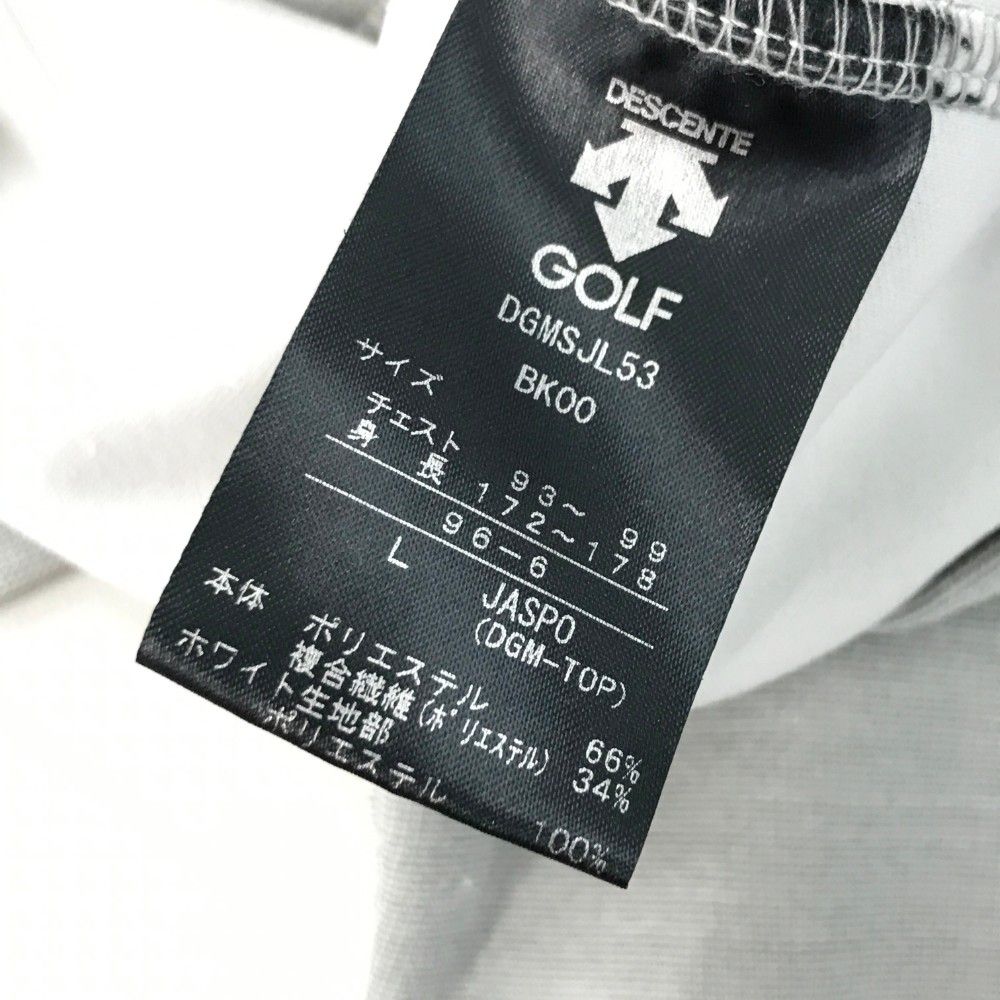 DESCENTE
GOLF
DGMSJL53
BK00
サイズ
チェスト 93～ 99
身 長 172～178
96-6
L JASPO
(DGM-TOP)
本体 ポリエステル 66%
複合繊維(ポリエステル) 34%
ホワイト生地部
ポリエステル 100%